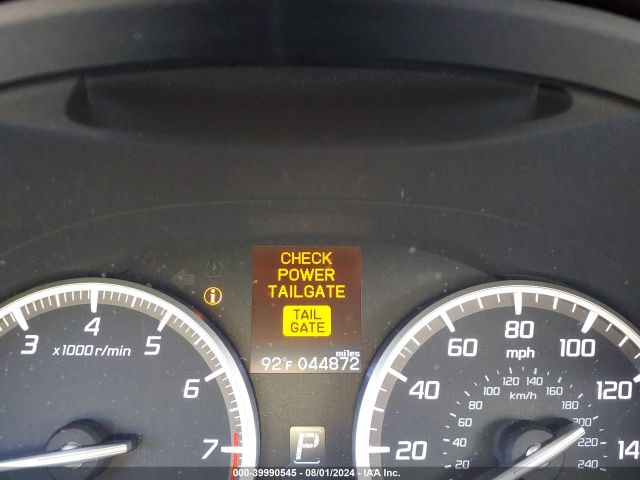 CHECK
POWER
TAILGATE
TAIL
GATE
miles
92°F 044872
3 4 5 6 7
x1000r/min
P
20 40 60 80 100 120 14
mph
20 40 60 80 100 120 140 160 180 200 220 240
km/h
© COPYRIGHT - #39990545 - 08/01/2024 - IAA Inc.